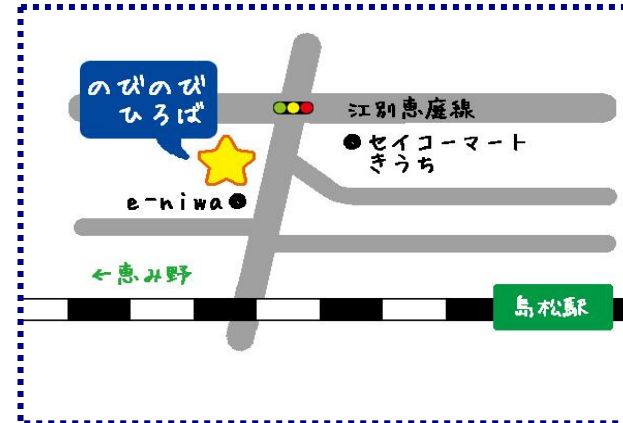 のびのび
ひろば
江別恵庭線
●セイコーマート
きうち
e-niwa●
←恵み野
島松駅